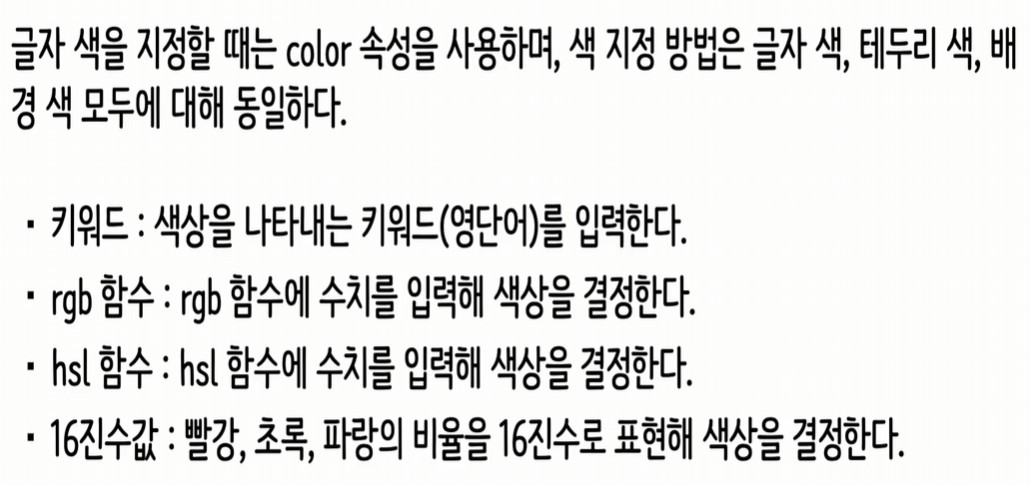 글자 색을 지정할 때는 color 속성을 사용하며, 색 지정 방법은 글자 색, 테두리 색, 배
경 색 모두에 대해 동일하다.
· 키워드 : 색상을 나타내는 키워드(영단어)를 입력한다.
· rgb 함수 : rgb 함수에 수치를 입력해 색상을 결정한다.
· hsl 함수 : hsl 함수에 수치를 입력해 색상을 결정한다.
· 16진수값 : 빨강, 초록, 파랑의 비율을 16진수로 표현해 색상을 결정한다.